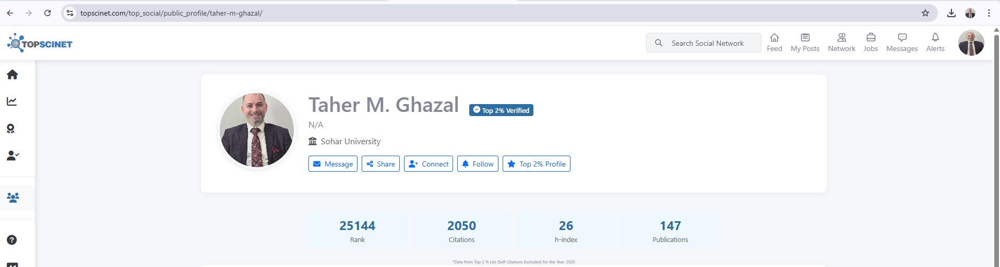 topscinet.com/top_social/public_profile/taher-m-ghazal/
TOPSCINET
Search Social Network
Feed
My Posts
Network
Jobs
Messages
Alerts
Taher M. Ghazal
Top 2% Verified
N/A
Sohar University
Message
Share
Connect
Follow
Top 2% Profile
25144
Rank
2050
Citations
26
h-index
147
Publications
*Data from Top 2 % List (Self-Citations Excluded) for the Year: 2025